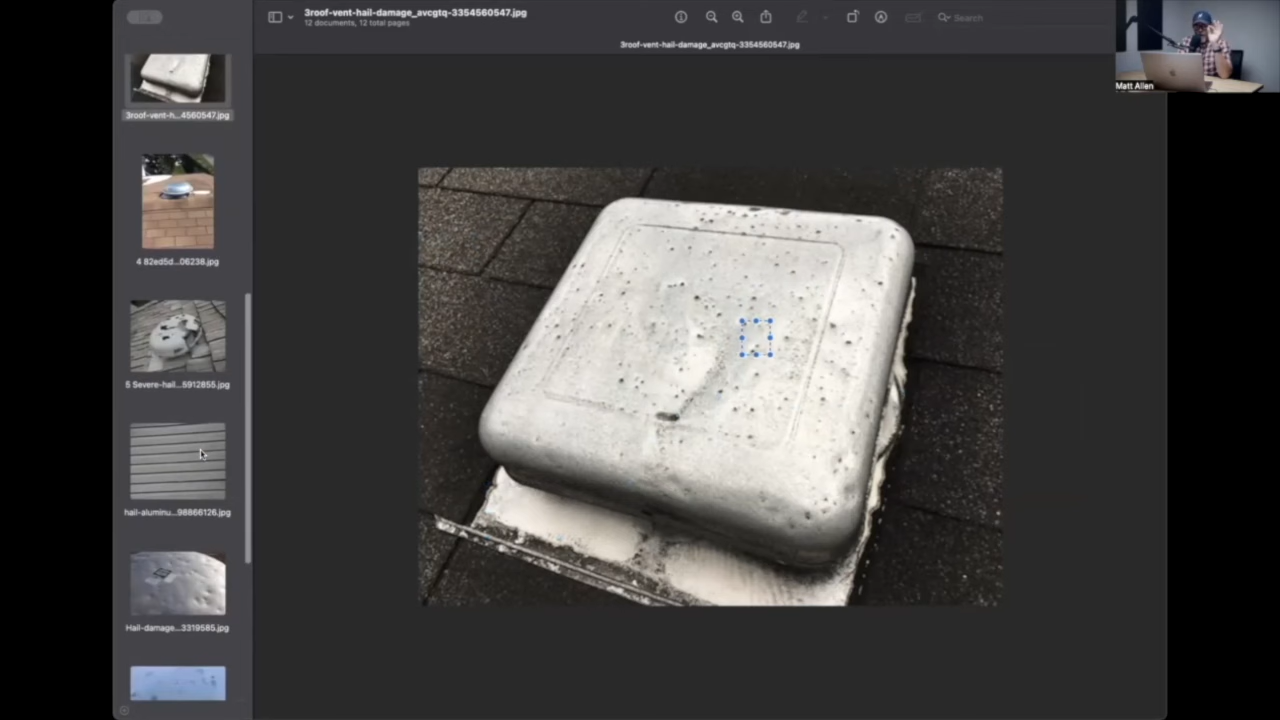 3roof-vent-hail-damage_avcgtq-3354560547.jpg
12 documents, 12 total pages
Search
3roof-vent-hail-damage_avcgtq-3354560547.jpg
Matt Allen
3roof-vent-h...4560547.jpg
4 82ed5d...06238.jpg
5 Severe-hail...5912855.jpg
hail-aluminu...98866126.jpg
Hail-damage...3319585.jpg